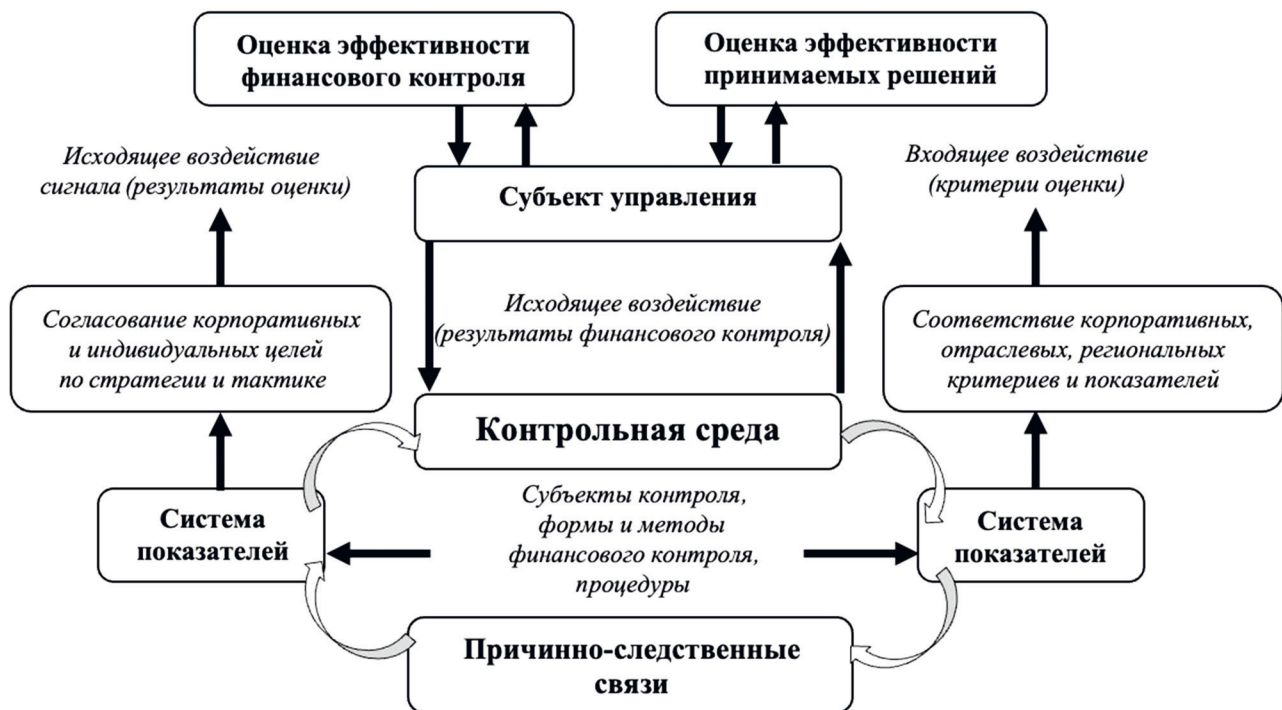 Оценка эффективности
финансового контроля
Оценка эффективности
принимаемых решений
Исходящее воздействие
сигнала (результаты оценки)
Субъект управления
Входящее воздействие
(критерии оценки)
Согласование корпоративных
и индивидуальных целей
по стратегии и тактике
Исходящее воздействие
(результаты финансового контроля)
Соответствие корпоративных,
отраслевых, региональных
критериев и показателей
Контрольная среда
Система
показателей
Субъекты контроля,
формы и методы
финансового контроля,
процедуры
Система
показателей
Причинно-следственные
связи